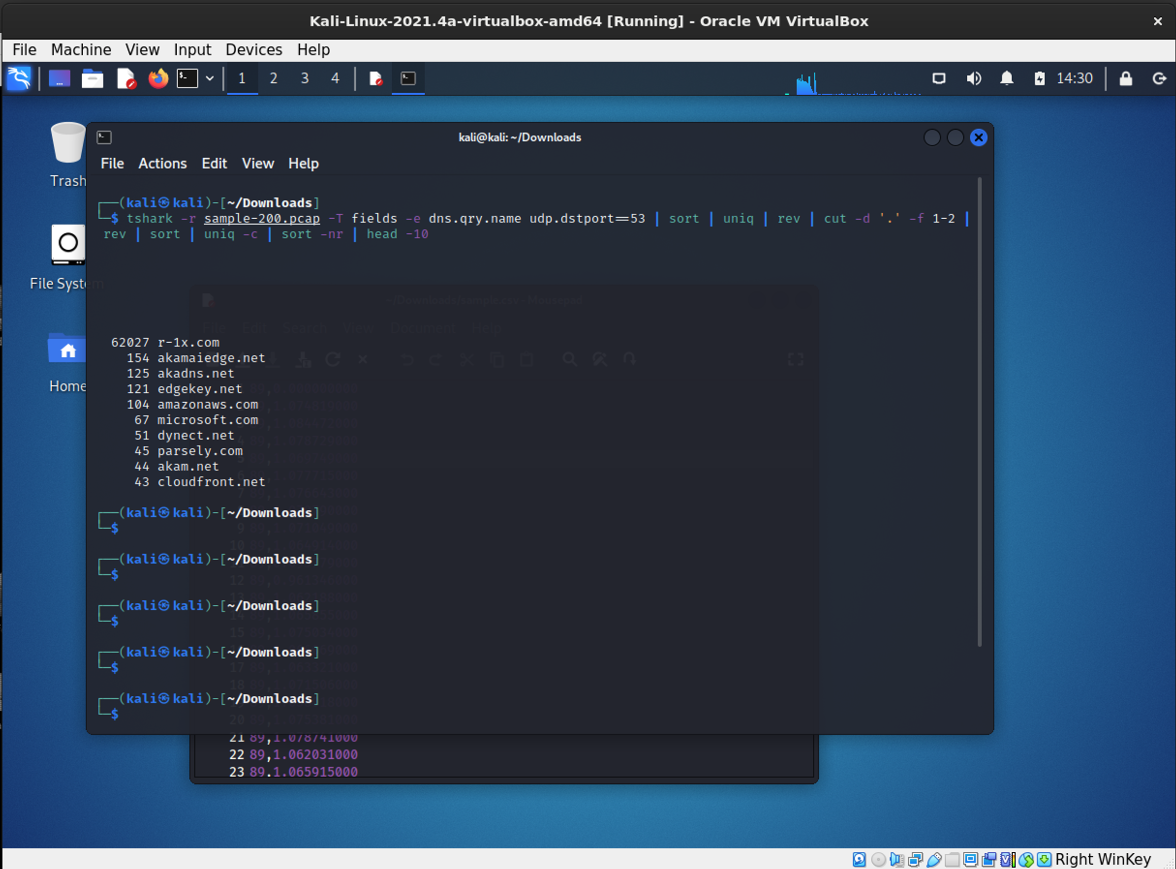 Kali-Linux-2021.4a-virtualbox-amd64 [Running] - Oracle VM VirtualBox
File Machine View Input Devices Help
1 2 3 4 14:30
Trash
File Syste
Home
kali@kali: ~/Downloads
File Actions Edit View Help
(kali㉿kali)-[~/Downloads]
$ tshark -r sample-200.pcap -T fields -e dns.qry.name udp.dstport==53 | sort | uniq | rev | cut -d '.' -f 1-2 |
rev | sort | uniq -c | sort -nr | head -10
62027 r-1x.com
154 akamaiedge.net
125 akadns.net
121 edgekey.net
104 amazonaws.com
67 microsoft.com
51 dynect.net
45 parsely.com
44 akam.net
43 cloudfront.net
(kali㉿kali)-[~/Downloads]
$
(kali㉿kali)-[~/Downloads]
$
(kali㉿kali)-[~/Downloads]
$
(kali㉿kali)-[~/Downloads]
$
(kali㉿kali)-[~/Downloads]
$
21 89,1.078741000
22 89,1.062031000
23 89.1.065915000
Right WinKey